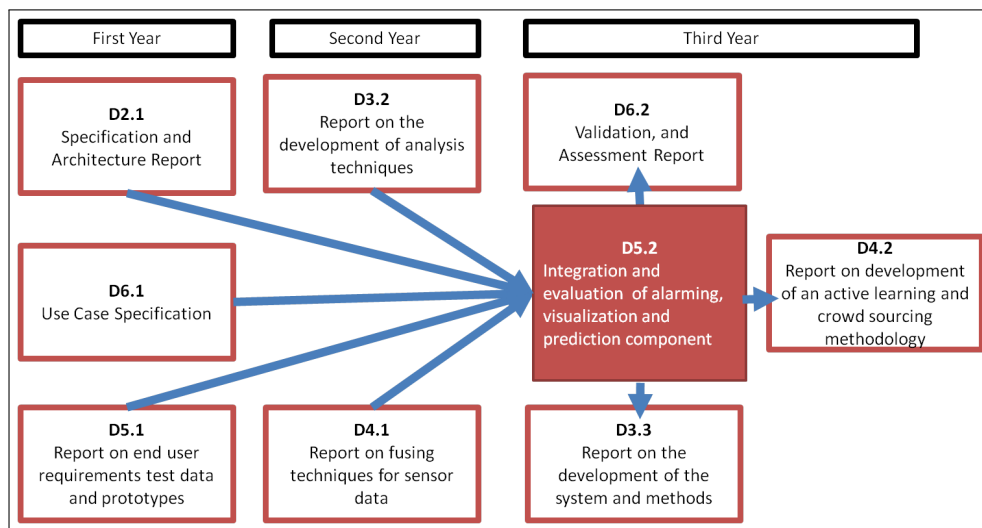 First Year
Second Year
Third Year
D2.1
Specification and
Architecture Report
D3.2
Report on the
development of analysis
techniques
D6.2
Validation, and
Assessment Report
D6.1
Use Case Specification
D5.2
Integration and
evaluation of alarming,
visualization and
prediction component
D4.2
Report on development
of an active learning and
crowd sourcing
methodology
D5.1
Report on end user
requirements test data
and prototypes
D4.1
Report on fusing
techniques for sensor
data
D3.3
Report on the
development of the
system and methods